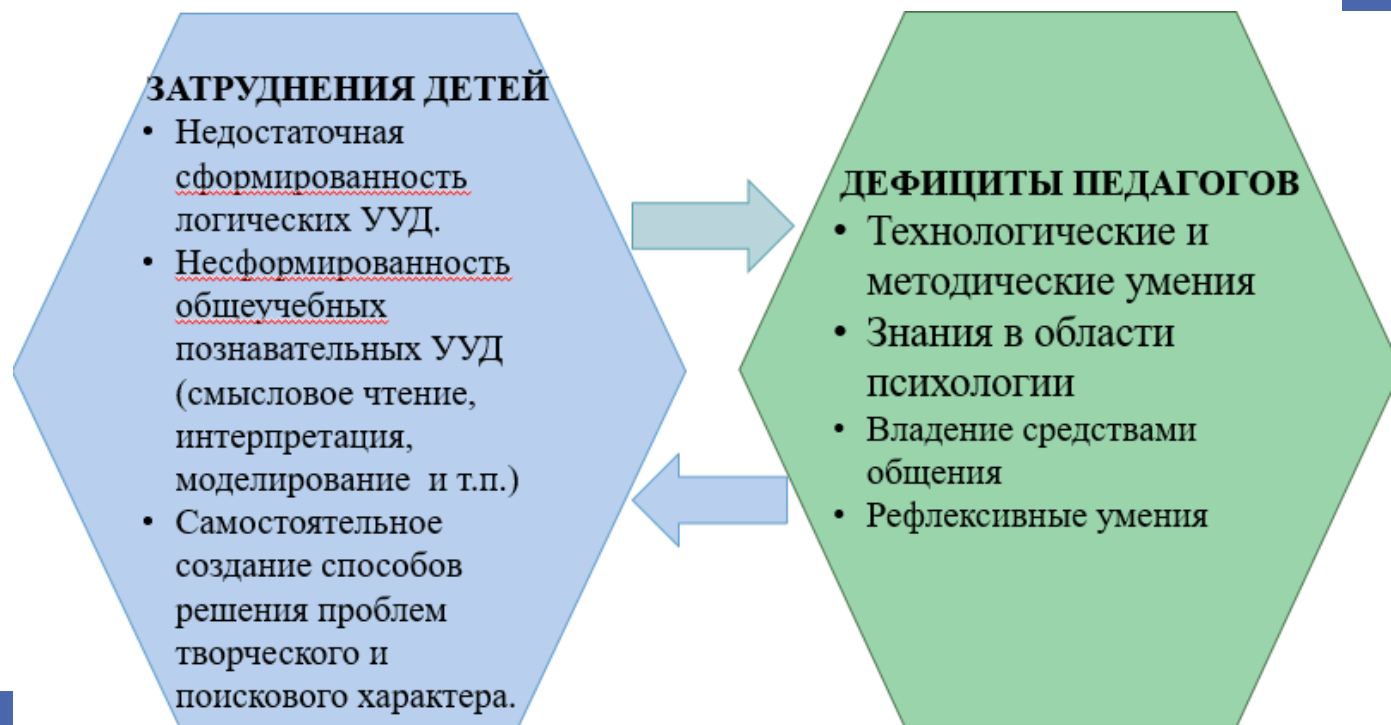 ЗАТРУДНЕНИЯ ДЕТЕЙ
• Недостаточная
сформированность
логических УУД.
• Несформированность
общеучебных
познавательных УУД
(смысловое чтение,
интерпретация,
моделирование и т.п.)
• Самостоятельное
создание способов
решения проблем
творческого и
поискового характера.
ДЕФИЦИТЫ ПЕДАГОГОВ
• Технологические и
методические умения
• Знания в области
психологии
• Владение средствами
общения
• Рефлексивные умения